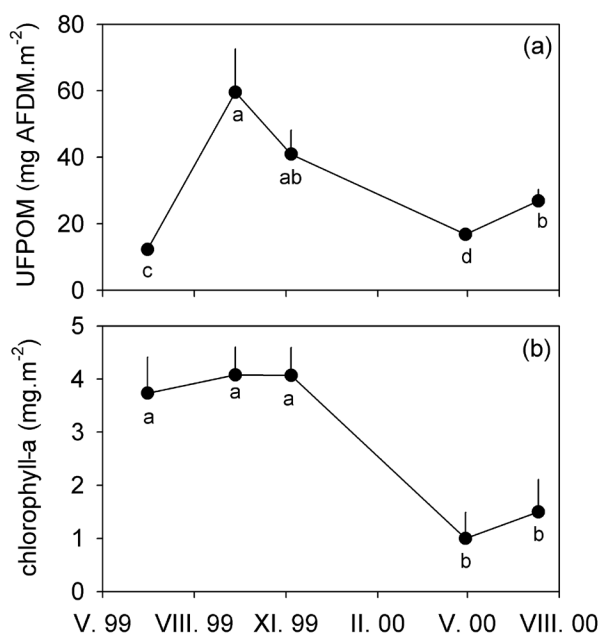 UFPOM (mg AFDM.m-2)
80
60
40
20
0
(a)
c
a
ab
d
b
chlorophyll-a (mg.m-2)
5
4
3
2
1
0
(b)
a
a
a
b
b
V. 99 VIII. 99 XI. 99 II. 00 V. 00 VIII. 00